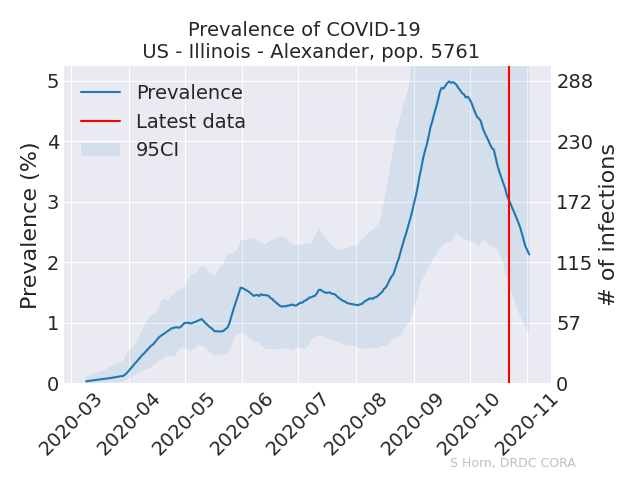 Prevalence of COVID-19
US - Illinois - Alexander, pop. 5761
Prevalence
Latest data
95CI
Prevalence (%)
5
4
3
2
1
0
288
230
172
115
57
0
# of infections
2020-03
2020-04
2020-05
2020-06
2020-07
2020-08
2020-09
2020-10
2020-11
S Horn, DRDC CORA